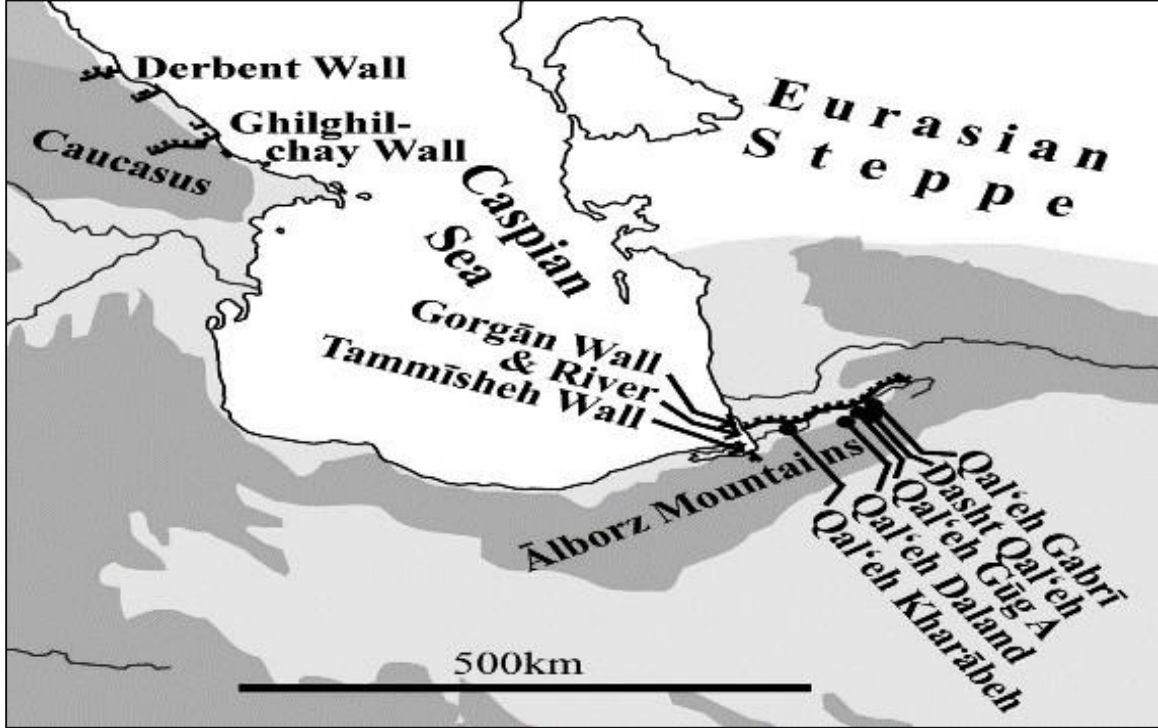 Derbent Wall
Ghilghil-
chay Wall
Caucasus
Eurasian
Steppe
Caspian
Sea
Gorgān Wall
& River
Tammīsheh Wall
Ālborz Mountains
Qal‘eh Gabrī
Dasht Qal‘eh
Qal‘eh Gūg A
Qal‘eh Daland
Qal‘eh Kharābeh
500km